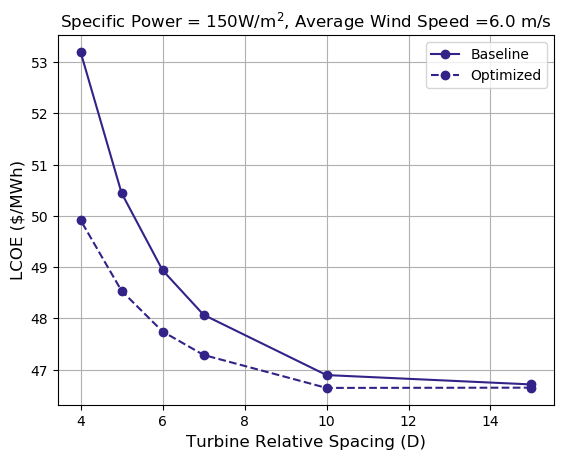 Specific Power = 150W/m², Average Wind Speed =6.0 m/s
Baseline
Optimized
LCOE ($/MWh)
53
52
51
50
49
48
47
4 6 8 10 12 14
Turbine Relative Spacing (D)